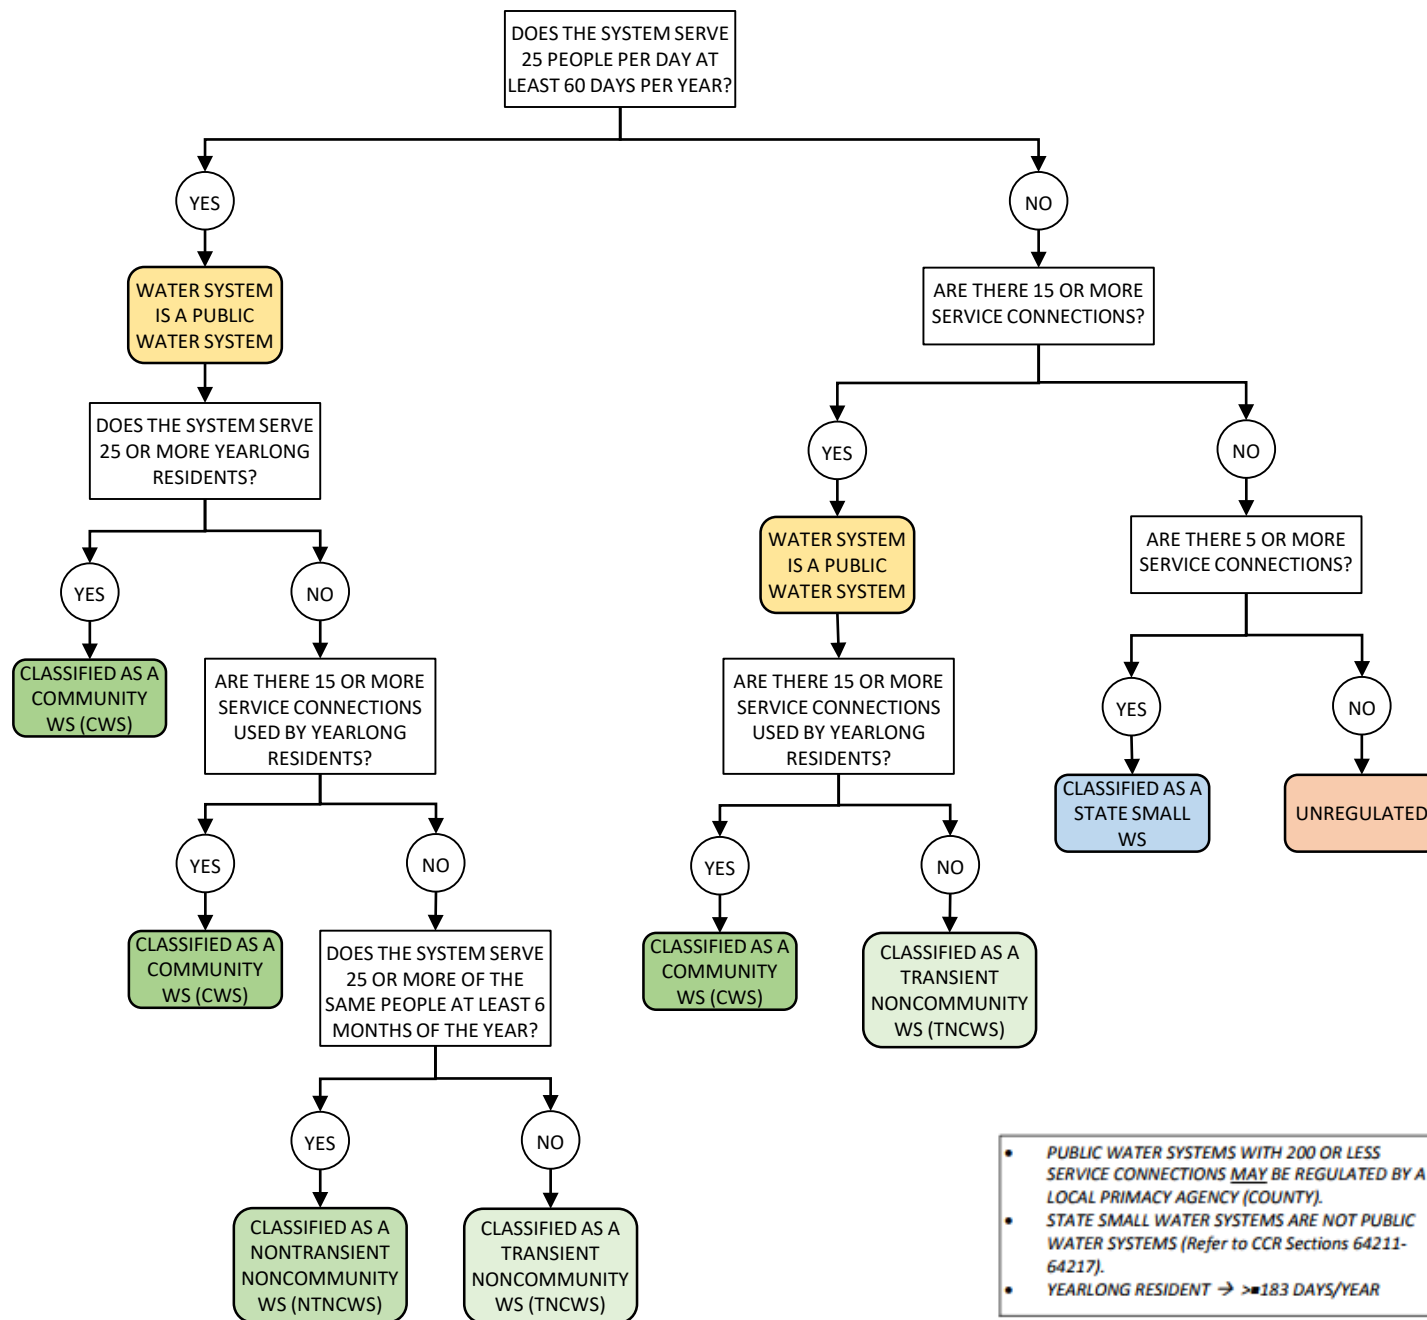 DOES THE SYSTEM SERVE
25 PEOPLE PER DAY AT
LEAST 60 DAYS PER YEAR?
YES
NO
WATER SYSTEM
IS A PUBLIC
WATER SYSTEM
ARE THERE 15 OR MORE
SERVICE CONNECTIONS?
DOES THE SYSTEM SERVE
25 OR MORE YEARLONG
RESIDENTS?
YES
NO
WATER SYSTEM
IS A PUBLIC
WATER SYSTEM
ARE THERE 5 OR MORE
SERVICE CONNECTIONS?
YES
NO
CLASSIFIED AS A
COMMUNITY
WS (CWS)
ARE THERE 15 OR MORE
SERVICE CONNECTIONS
USED BY YEARLONG
RESIDENTS?
ARE THERE 15 OR MORE
SERVICE CONNECTIONS
USED BY YEARLONG
RESIDENTS?
YES
NO
CLASSIFIED AS A
STATE SMALL
WS
UNREGULATED
YES
NO
YES
NO
CLASSIFIED AS A
COMMUNITY
WS (CWS)
DOES THE SYSTEM SERVE
25 OR MORE OF THE
SAME PEOPLE AT LEAST 6
MONTHS OF THE YEAR?
CLASSIFIED AS A
COMMUNITY
WS (CWS)
CLASSIFIED AS A
TRANSIENT
NONCOMMUNITY
WS (TNCWS)
YES
NO
CLASSIFIED AS A
NONTRANSIENT
NONCOMMUNITY
WS (NTNCWS)
CLASSIFIED AS A
TRANSIENT
NONCOMMUNITY
WS (TNCWS)
• PUBLIC WATER SYSTEMS WITH 200 OR LESS
SERVICE CONNECTIONS MAY BE REGULATED BY A
LOCAL PRIMACY AGENCY (COUNTY).
• STATE SMALL WATER SYSTEMS ARE NOT PUBLIC
WATER SYSTEMS (Refer to CCR Sections 64211-
64217).
• YEARLONG RESIDENT → >=183 DAYS/YEAR